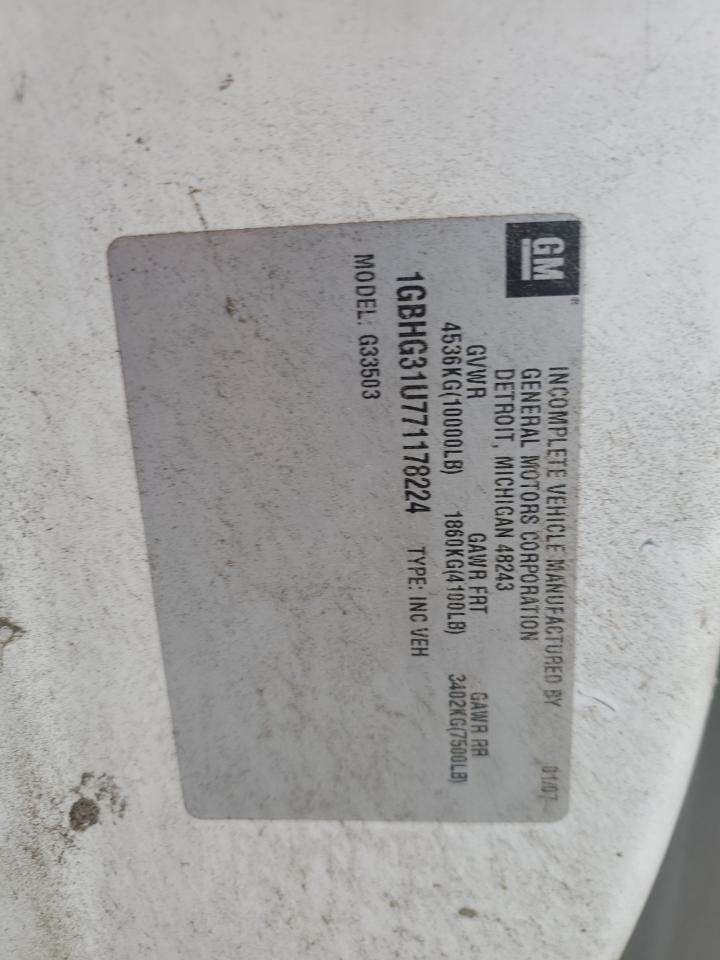 GM®
INCOMPLETE VEHICLE MANUFACTURED BY 01/07
GENERAL MOTORS CORPORATION
DETROIT, MICHIGAN 48243
GVWR GAWR FRT GAWR RR
4536KG(10000LB) 1860KG(4100LB) 3402KG(7500LB)
1GBHG31U771178224 TYPE: INC VEH
MODEL: G33503